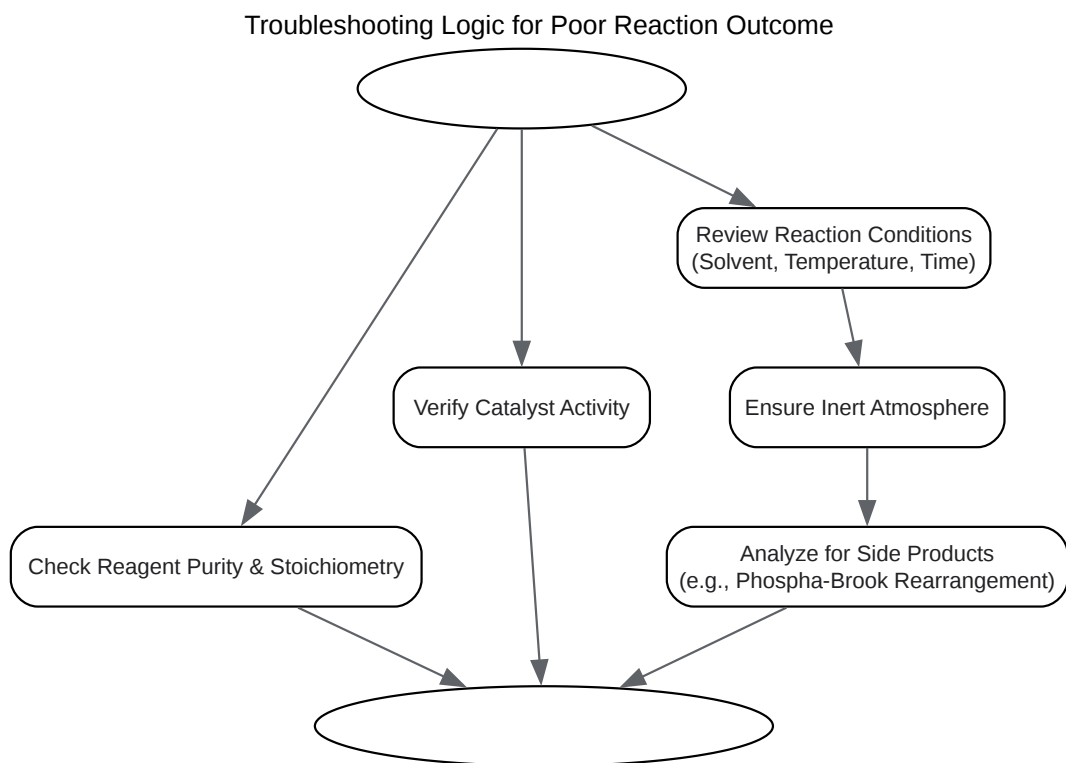 Troubleshooting Logic for Poor Reaction Outcome
Review Reaction Conditions
(Solvent, Temperature, Time)
Verify Catalyst Activity
Ensure Inert Atmosphere
Check Reagent Purity & Stoichiometry
Analyze for Side Products
(e.g., Phospha-Brook Rearrangement)